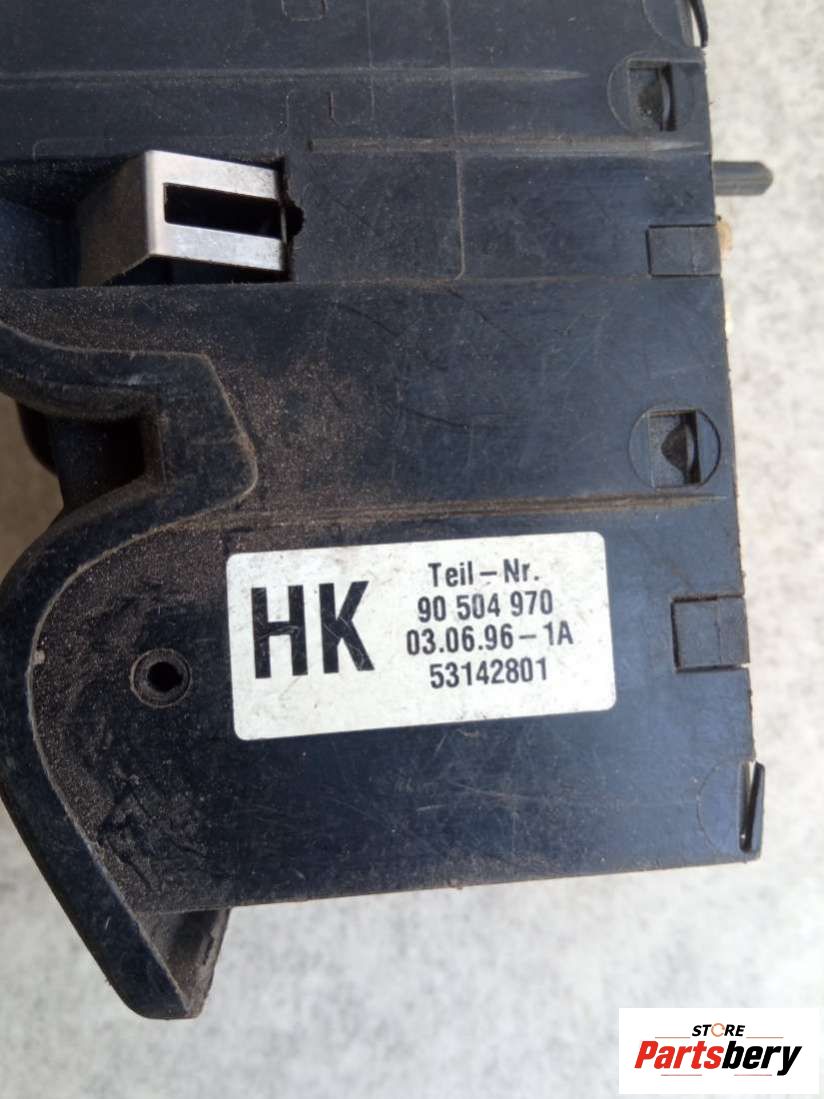 HK
Teil-Nr.
90 504 970
03.06.96-1A
53142801
STORE
Partsbery